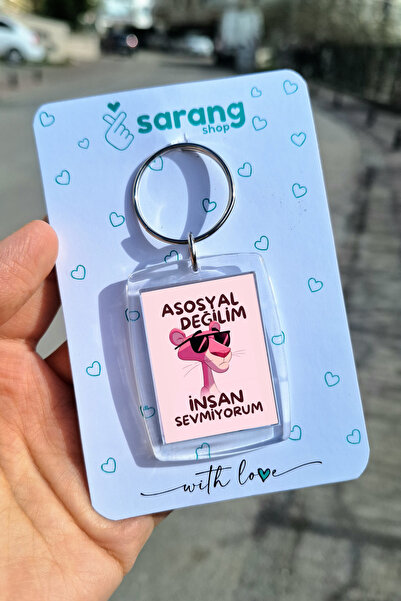 sarang
shop
ASOSYAL
DEĞİLİM
İNSAN
SEVMİYORUM
with love